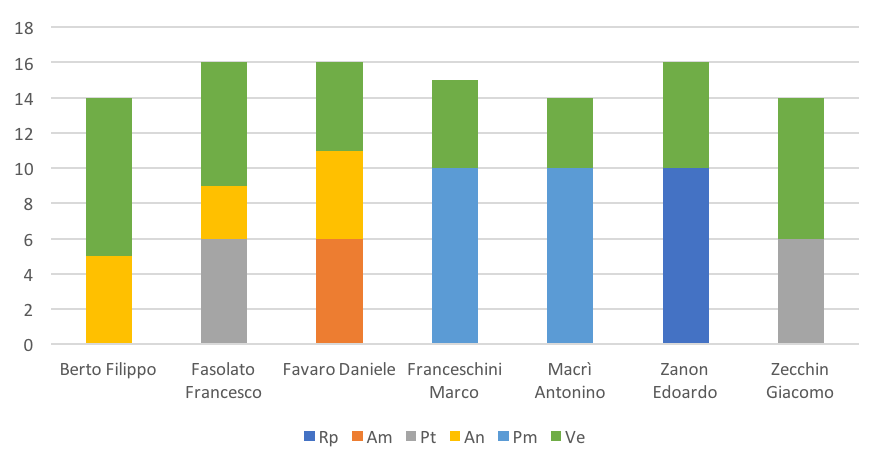 18
16
14
12
10
8
6
4
2
0
Berto Filippo
Fasolato Francesco
Favaro Daniele
Franceschini Marco
Macrì Antonino
Zanon Edoardo
Zecchin Giacomo
Rp Am Pt An Pm Ve